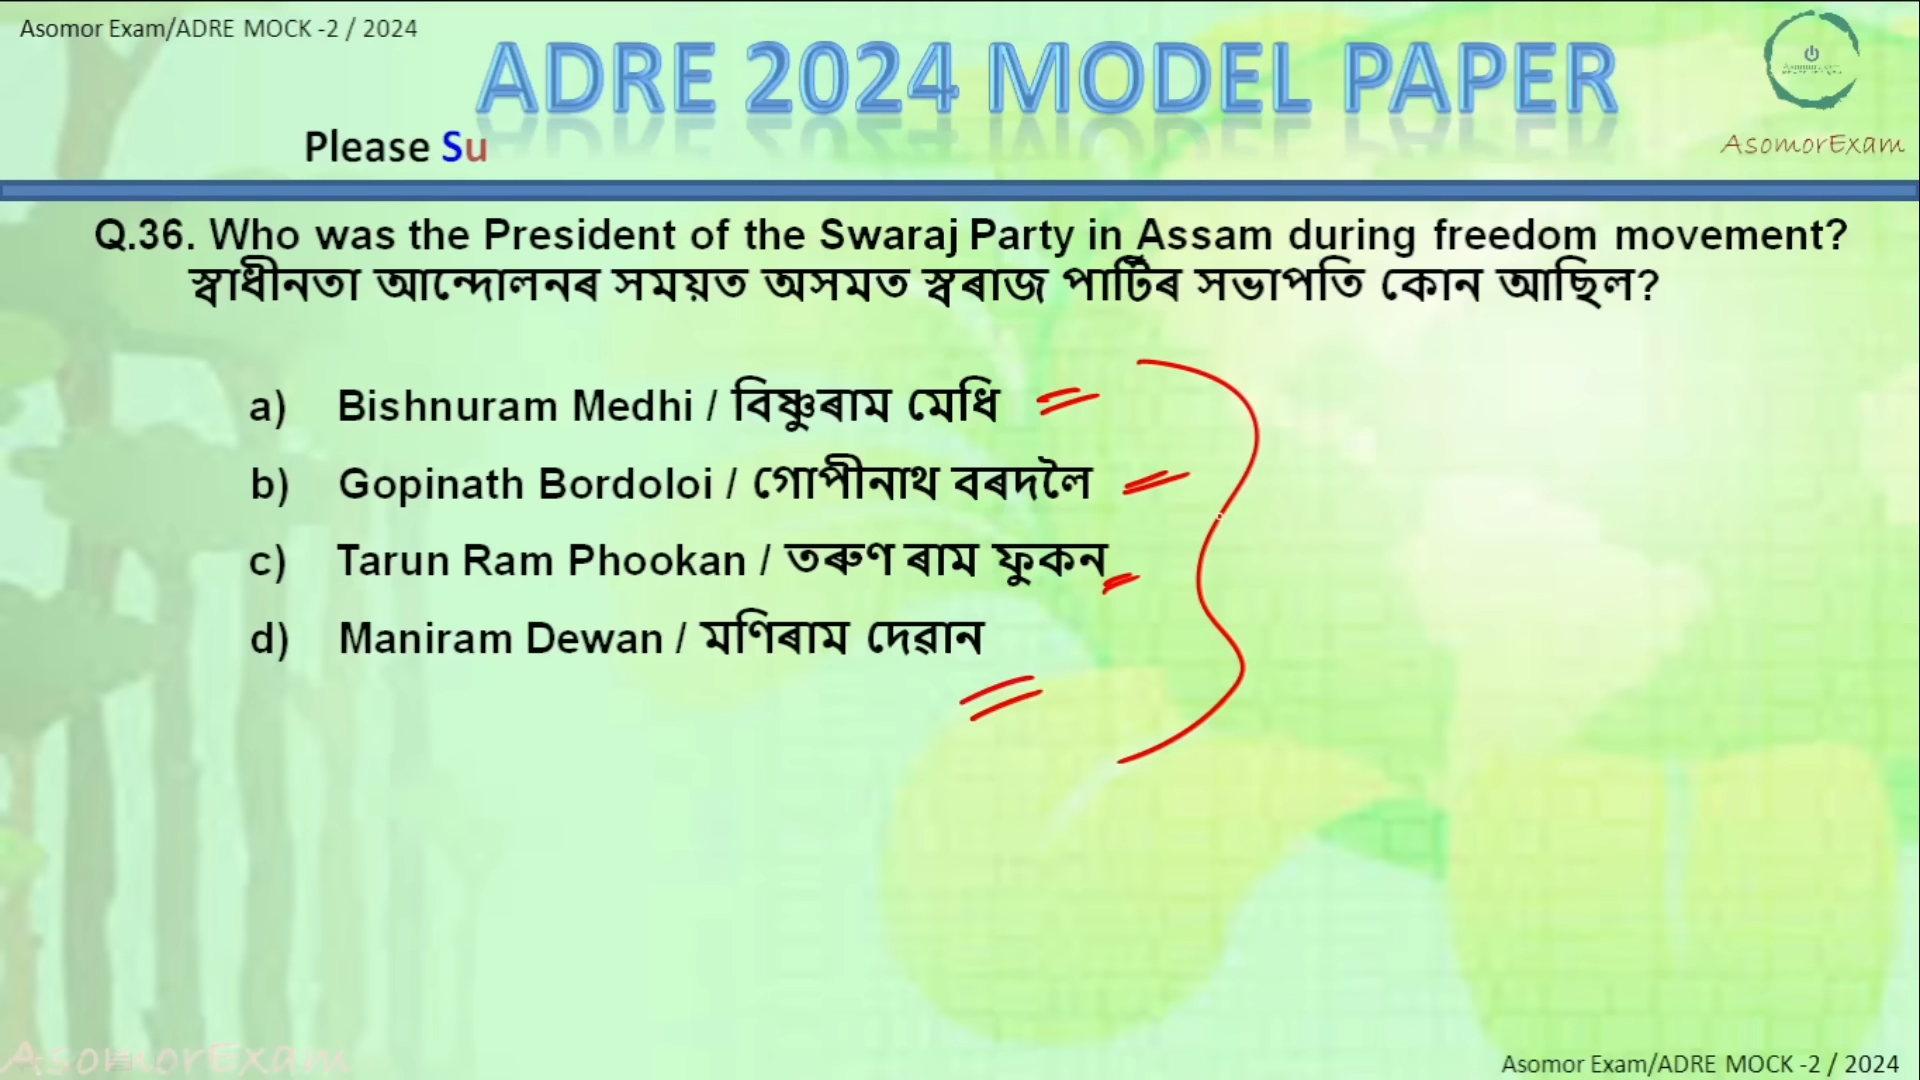 Asomor Exam/ADRE MOCK -2 / 2024
ADRE 2024 MODEL PAPER
Please Su
AsomorExam
Q.36. Who was the President of the Swaraj Party in Assam during freedom movement?
স্বাধীনতা আন্দোলনৰ সময়ত অসমত স্বৰাজ পাৰ্টিৰ সভাপতি কোন আছিল?
a) Bishnuram Medhi / বিষ্ণুৰাম মেধি
b) Gopinath Bordoloi / গোপীনাথ বৰদলৈ
c) Tarun Ram Phookan / তৰুণ ৰাম ফুকন
d) Maniram Dewan / মণিৰাম দেৱান
AsomorExam
Asomor Exam/ADRE MOCK -2 / 2024